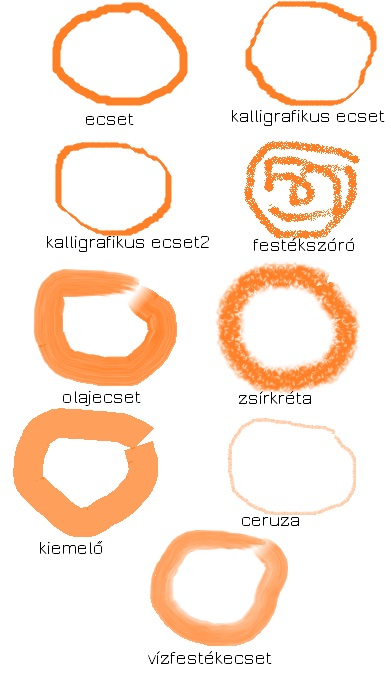 ecset
kalligrafikus ecset
kalligrafikus ecset2
festékszóró
olajecset
zsírkréta
kiemelő
ceruza
vízfestékecset